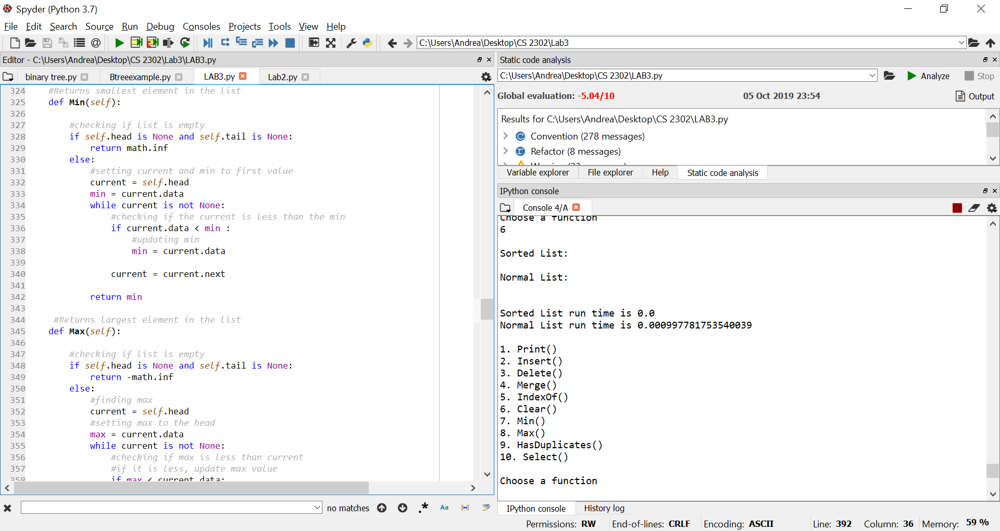 Spyder (Python 3.7)
File Edit Search Source Run Debug Consoles Projects Tools View Help
C:\Users\Andrea\Desktop\CS 2302\Lab3
Editor - C:\Users\Andrea\Desktop\CS 2302\Lab3\LAB3.py
binary tree.py Btreeexample.py LAB3.py Lab2.py
324 #Returns smallest element in the list
325 def Min(self):
326
327 #checking if list is empty
328 if self.head is None and self.tail is None:
329 return math.inf
330 else:
331 #setting current and min to first value
332 current = self.head
333 min = current.data
334 while current is not None:
335 #checking if the current is less than the min
336 if current.data < min :
337 #updating min
338 min = current.data
339
340 current = current.next
341
342 return min
343
344 #Returns largest element in the list
345 def Max(self):
346
347 #checking if list is empty
348 if self.head is None and self.tail is None:
349 return -math.inf
350 else:
351 #finding max
352 current = self.head
353 #setting max to the head
354 max = current.data
355 while current is not None:
356 #checking if max is less than current
357 #if it is less, update max value
358 if max < current.data:
no matches
.* Aa
Static code analysis
C:\Users\Andrea\Desktop\CS 2302\LAB3.py
Analyze Stop
Global evaluation: -5.04/10 05 Oct 2019 23:54 Output
Results for C:\Users\Andrea\Desktop\CS 2302\LAB3.py
Convention (278 messages)
Refactor (8 messages)
Variable explorer File explorer Help Static code analysis
IPython console
Console 4/A
Choose a function
6
Sorted List:
Normal List:
Sorted List run time is 0.0
Normal List run time is 0.000997781753540039
1. Print()
2. Insert()
3. Delete()
4. Merge()
5. IndexOf()
6. Clear()
7. Min()
8. Max()
9. HasDuplicates()
10. Select()
Choose a function
IPython console History log
Permissions: RW End-of-lines: CRLF Encoding: ASCII Line: 392 Column: 36 Memory: 59 %